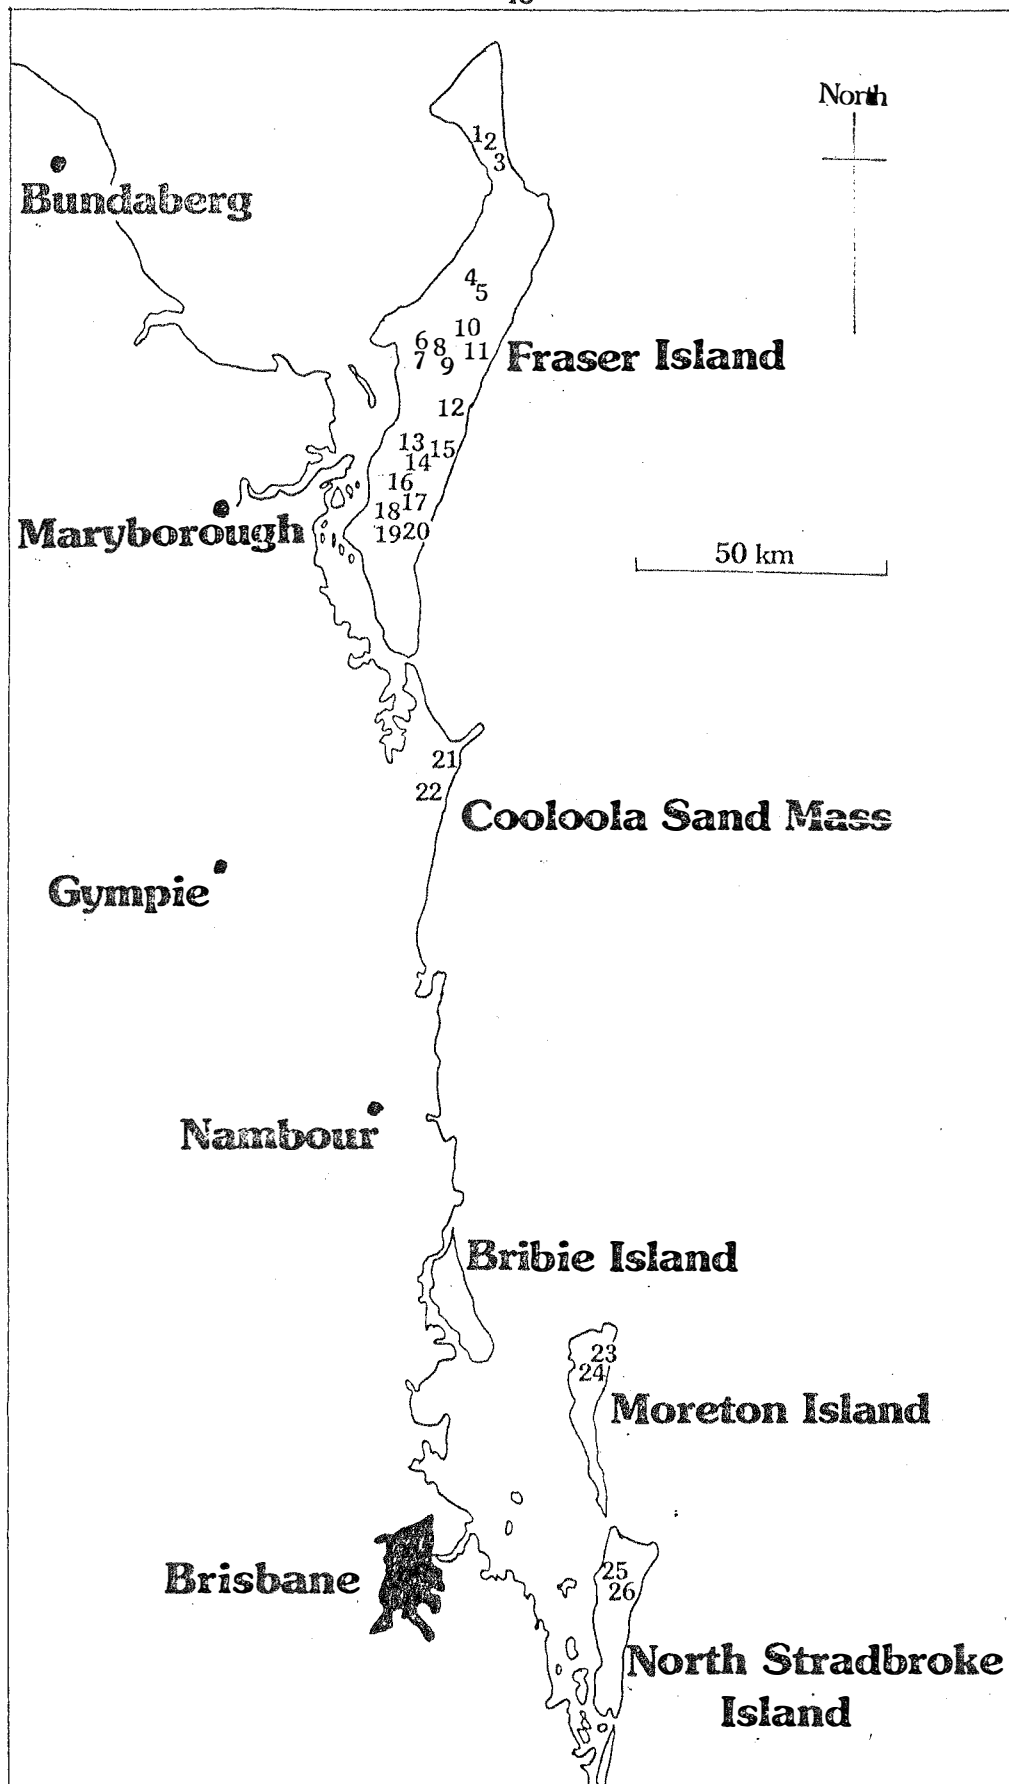 North
Bundaberg
1 2
3
4
5
10
6 8 11
7 9
Fraser Island
12
13 15
14
16
17
18
19 20
Maryborough
50 km
21
22
Cooloola Sand Mass
Gympie
Nambour
Bribie Island
23
24
Moreton Island
25
26
Brisbane
North Stradbroke
Island